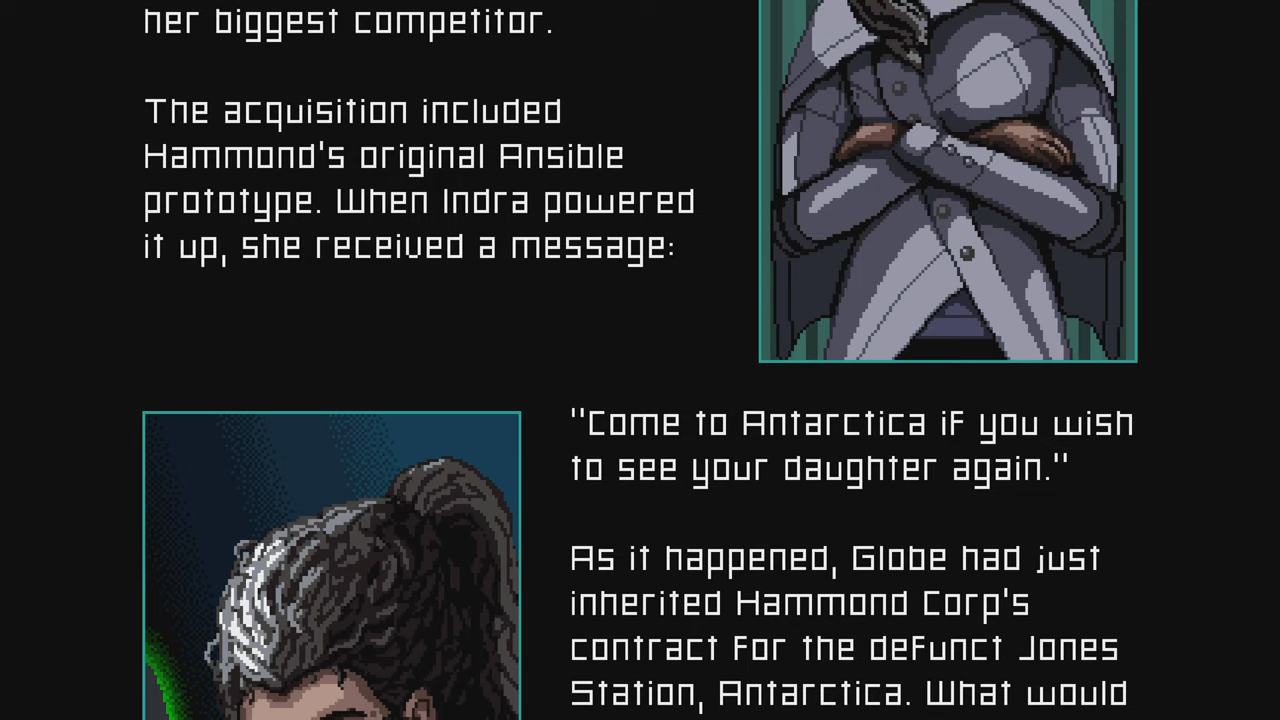 her biggest competitor.
The acquisition included
Hammond's original Ansible
prototype. When Indra powered
it up, she received a message:
"Come to Antarctica if you wish
to see your daughter again."
As it happened, Globe had just
inherited Hammond Corp's
contract for the defunct Jones
Station, Antarctica. What would